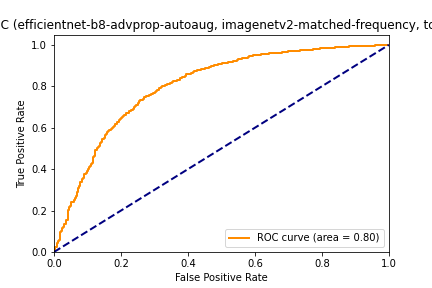 C (efficientnet-b8-advprop-autoaug, imagenetv2-matched-frequency, to
1.0
0.8
0.6
0.4
0.2
0.0
True Positive Rate
ROC curve (area = 0.80)
0.0 0.2 0.4 0.6 0.8 1.0
False Positive Rate